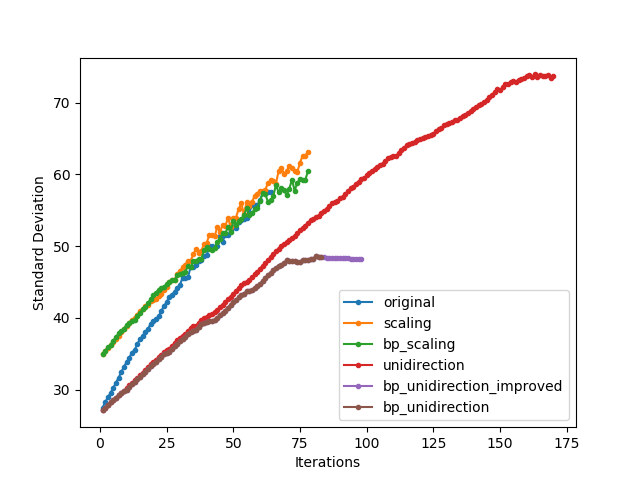 70
60
50
40
30
Standard Deviation
original
scaling
bp_scaling
unidirection
bp_unidirection_improved
bp_unidirection
0 25 50 75 100 125 150 175
Iterations